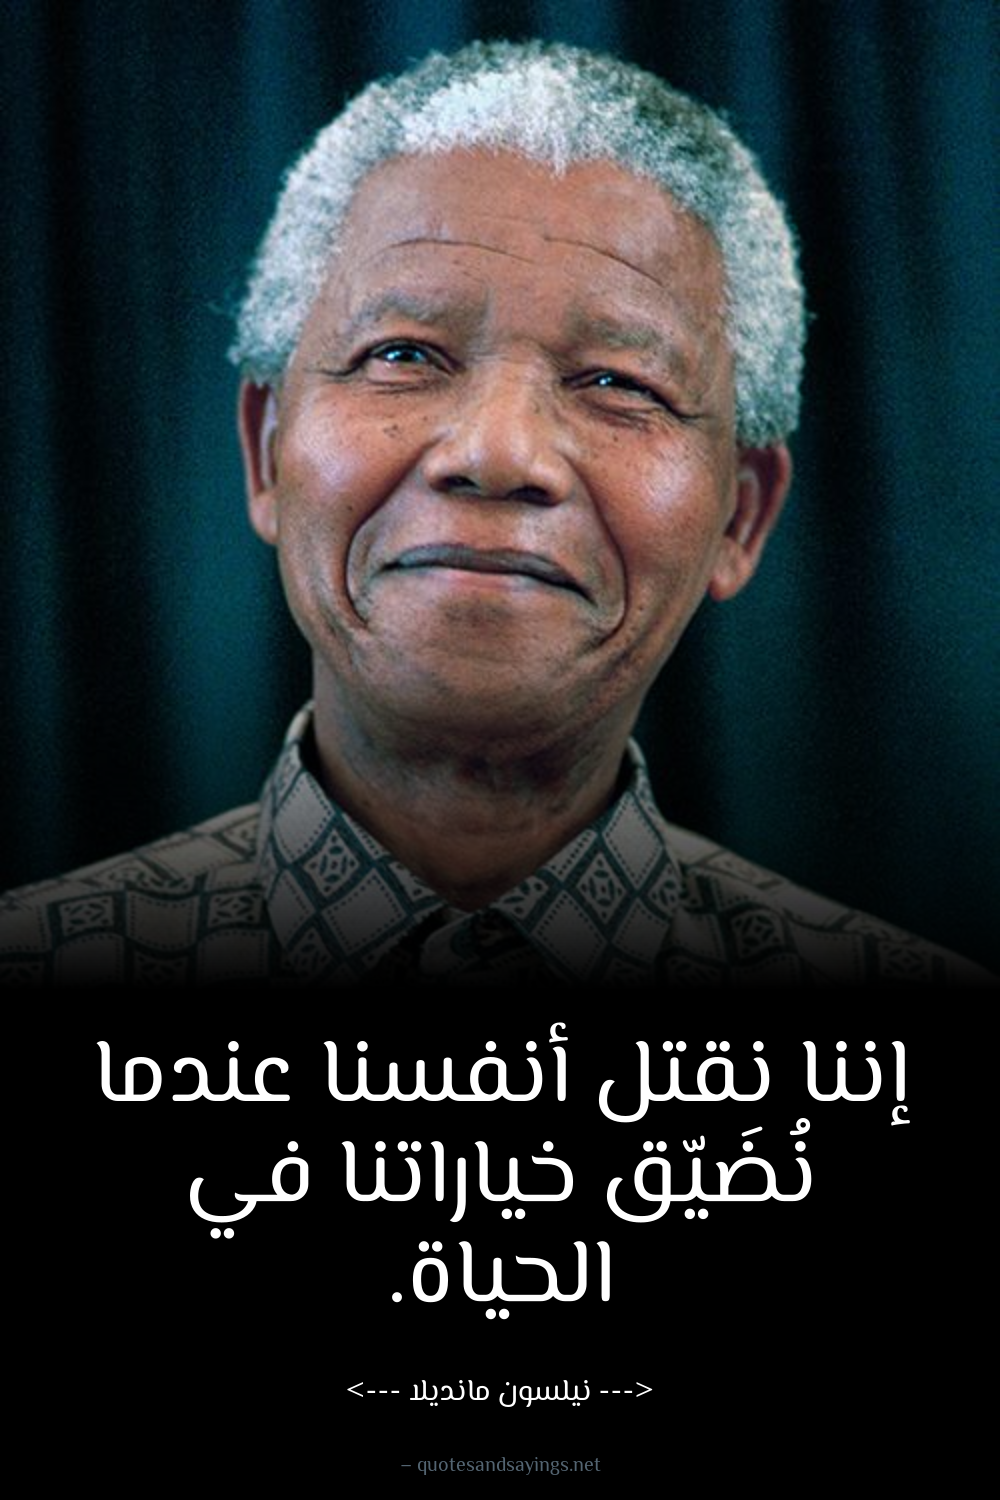 إننا نقتل أنفسنا عندما
نُضَيّق خياراتنا في
الحياة.
<--- نيلسون مانديلا --->
– quotesandsayings.net